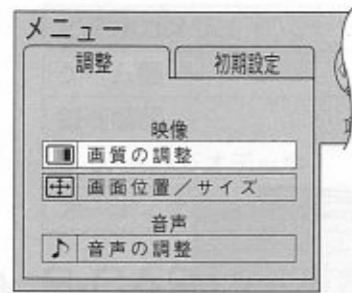 メニュー
調整 初期設定
映像
画質の調整
画面位置／サイズ
音声
音声の調整